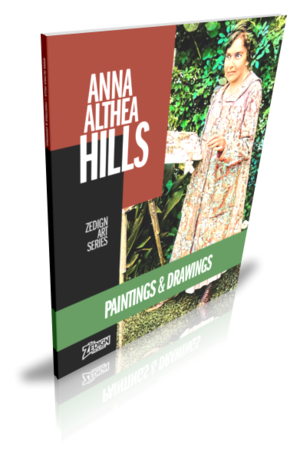 ANNA
ALTHEA
HILLS
ZEDIGN
ART
SERIES
PAINTINGS & DRAWINGS
ZEDIGN